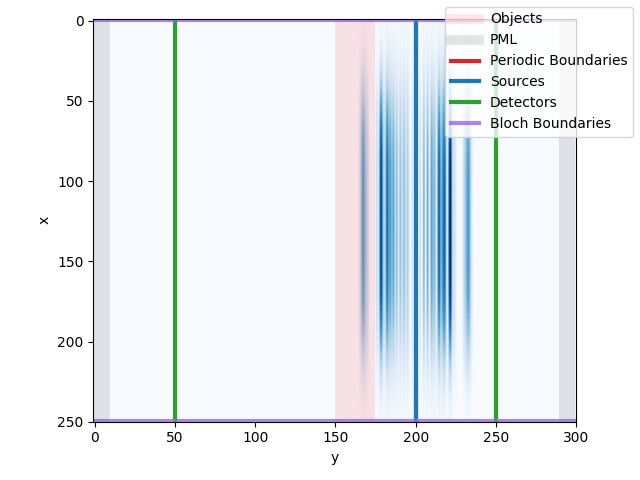 Objects
PML
Periodic Boundaries
Sources
Detectors
Bloch Boundaries
0
50
100
150
200
250
x
0
50
100
150
200
250
300
y